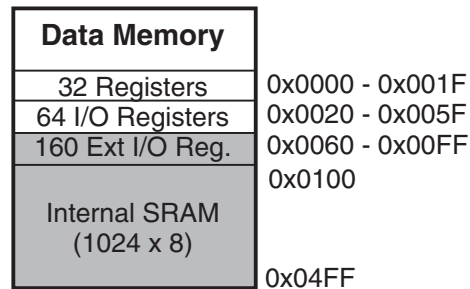 Data Memory
32 Registers 0x0000 - 0x001F
64 I/O Registers 0x0020 - 0x005F
160 Ext I/O Reg. 0x0060 - 0x00FF
0x0100
Internal SRAM
(1024 x 8)
0x04FF